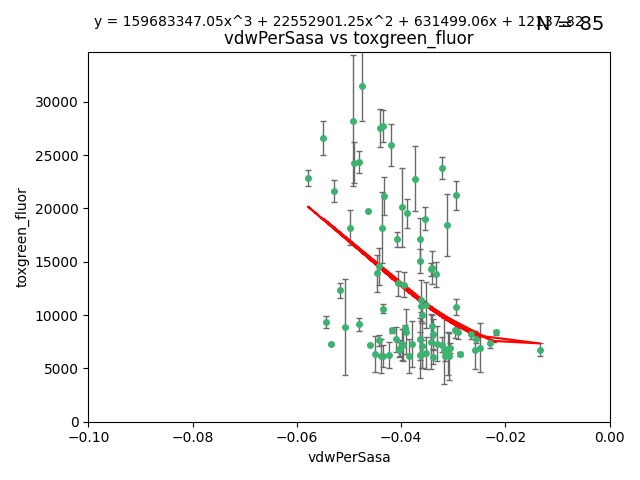 y = 159683347.05x^3 + 22552901.25x^2 + 631499.06x + 12137.82
N = 85
vdwPerSasa vs toxgreen_fluor
toxgreen_fluor
30000
25000
20000
15000
10000
5000
0
−0.10
−0.08
−0.06
−0.04
−0.02
0.00
vdwPerSasa